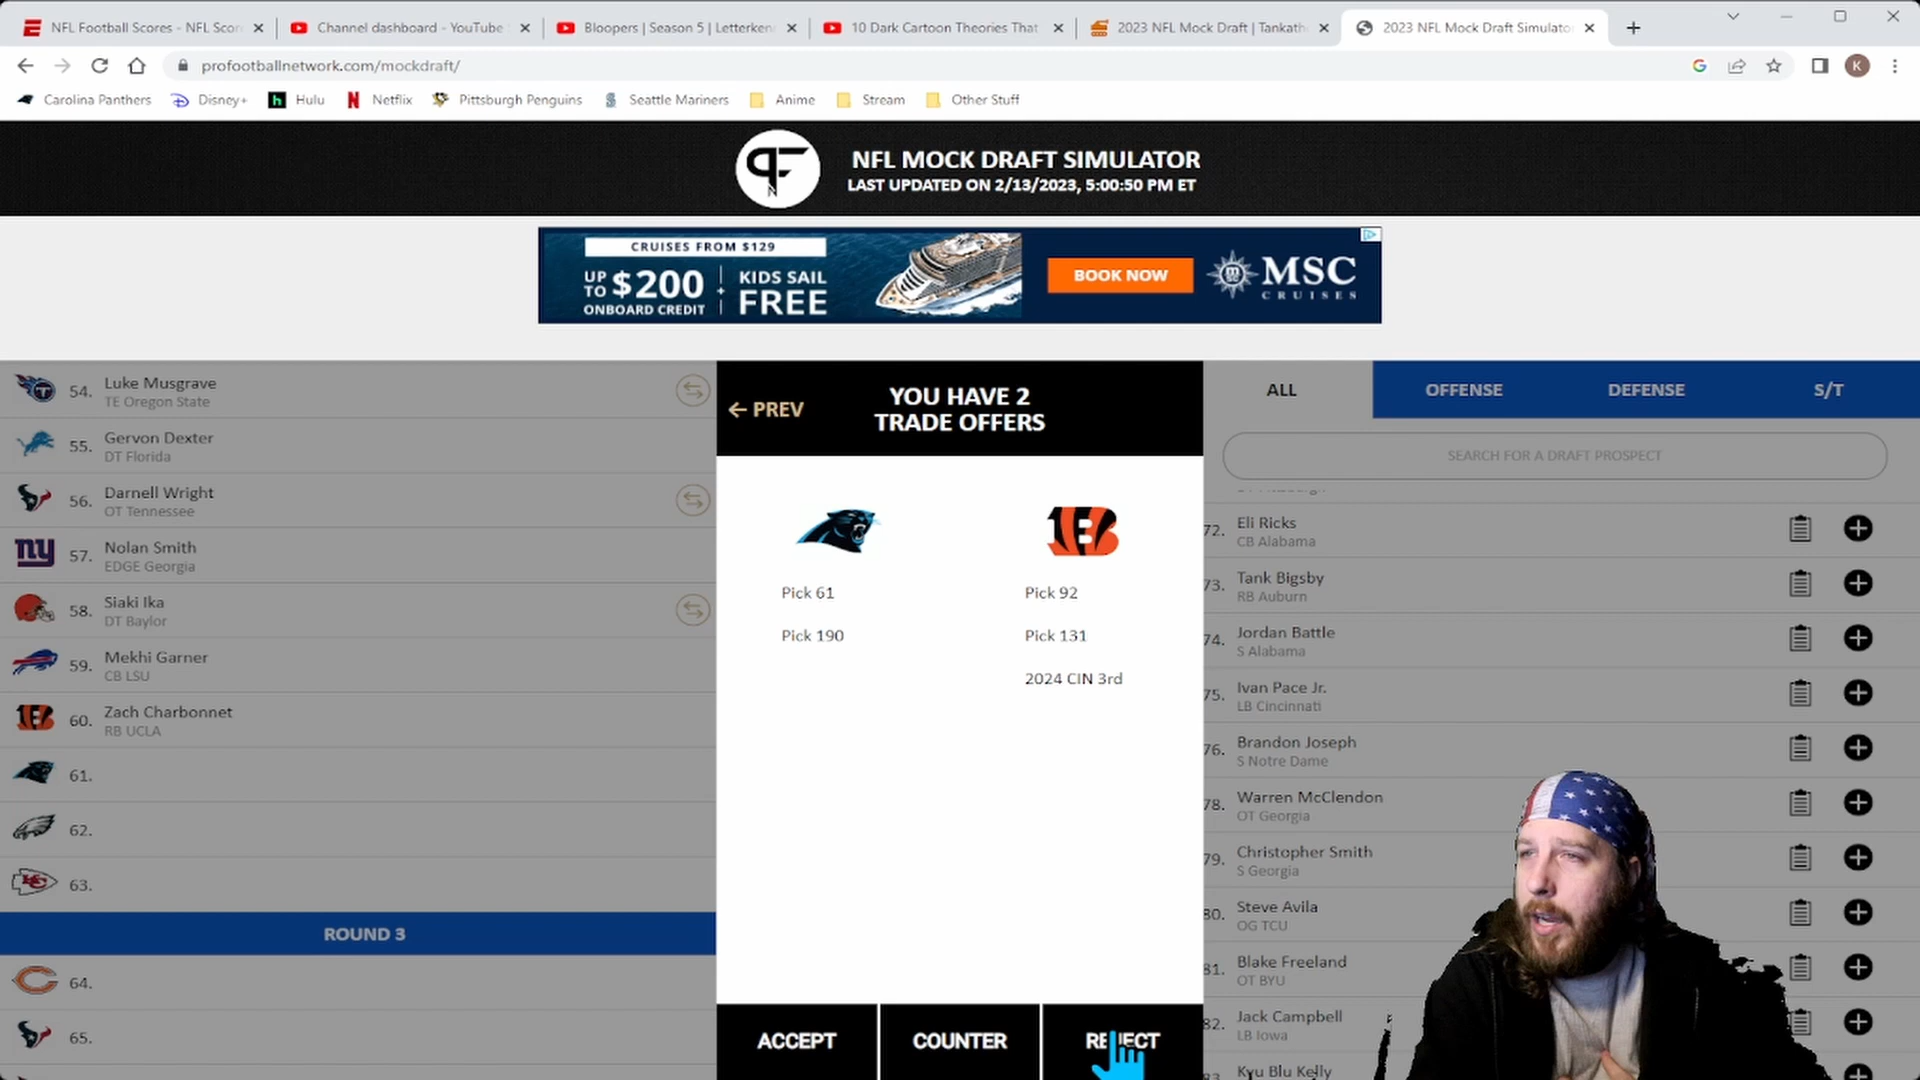 NFL Football Scores - NFL Scor
Channel dashboard - YouTube
Bloopers | Season 5 | Letterken
10 Dark Cartoon Theories That
2023 NFL Mock Draft | Tankath
2023 NFL Mock Draft Simulator
profootballnetwork.com/mockdraft/
K
Carolina Panthers
Disney+
Hulu
Netflix
Pittsburgh Penguins
Seattle Mariners
Anime
Stream
Other Stuff
NFL MOCK DRAFT SIMULATOR
LAST UPDATED ON 2/13/2023, 5:00:50 PM ET
CRUISES FROM $129
UP TO $200 ONBOARD CREDIT
+
KIDS SAIL FREE
BOOK NOW
MSC
CRUISES
54. Luke Musgrave
TE Oregon State
55. Gervon Dexter
DT Florida
56. Darnell Wright
OT Tennessee
57. Nolan Smith
EDGE Georgia
58. Siaki Ika
DT Baylor
59. Mekhi Garner
CB LSU
60. Zach Charbonnet
RB UCLA
61.
62.
63.
ROUND 3
64.
65.
← PREV
YOU HAVE 2
TRADE OFFERS
Pick 61
Pick 92
Pick 190
Pick 131
2024 CIN 3rd
ACCEPT
COUNTER
REJECT
ALL
OFFENSE
DEFENSE
S/T
SEARCH FOR A DRAFT PROSPECT
72. Eli Ricks
CB Alabama
73. Tank Bigsby
RB Auburn
74. Jordan Battle
S Alabama
75. Ivan Pace Jr.
LB Cincinnati
76. Brandon Joseph
S Notre Dame
78. Warren McClendon
OT Georgia
79. Christopher Smith
S Georgia
80. Steve Avila
OG TCU
81. Blake Freeland
OT BYU
82. Jack Campbell
LB Iowa
83. Kyu Blu Kelly